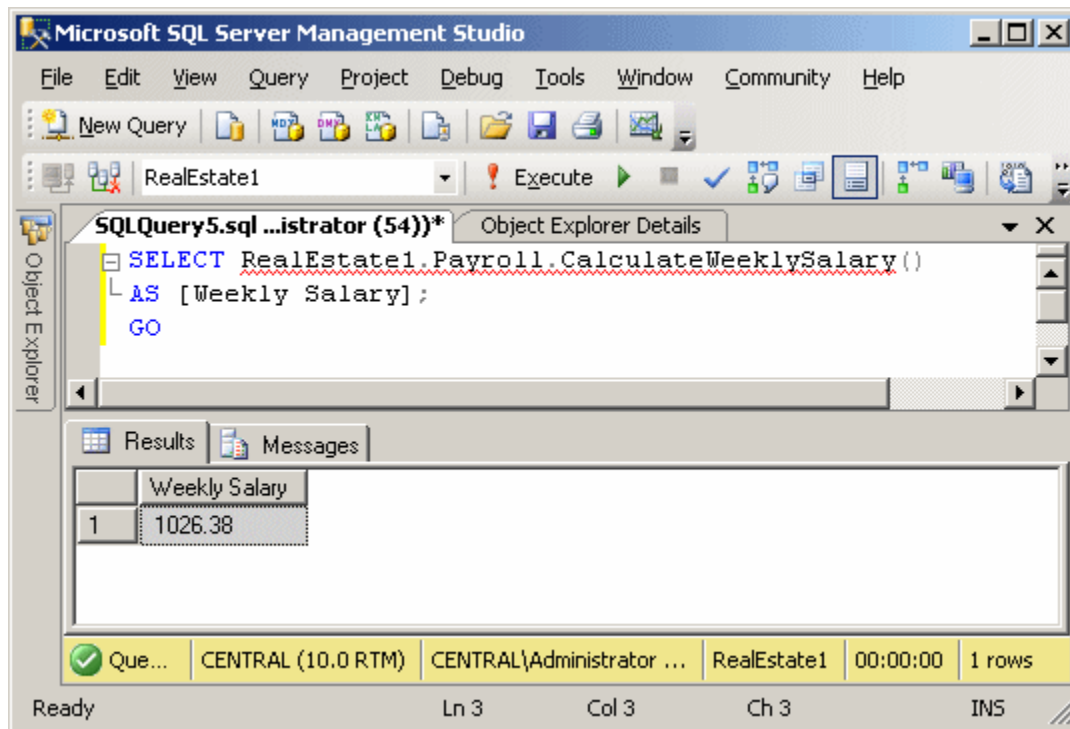 Microsoft SQL Server Management Studio
File Edit View Query Project Debug Tools Window Community Help
New Query
RealEstate1 Execute
SQLQuery5.sql ...istrator (54))* Object Explorer Details
Object Explorer
SELECT RealEstate1.Payroll.CalculateWeeklySalary()
AS [Weekly Salary];
GO
Results Messages
Weekly Salary
1 1026.38
Que... CENTRAL (10.0 RTM) CENTRAL\Administrator ... RealEstate1 00:00:00 1 rows
Ready Ln 3 Col 3 Ch 3 INS